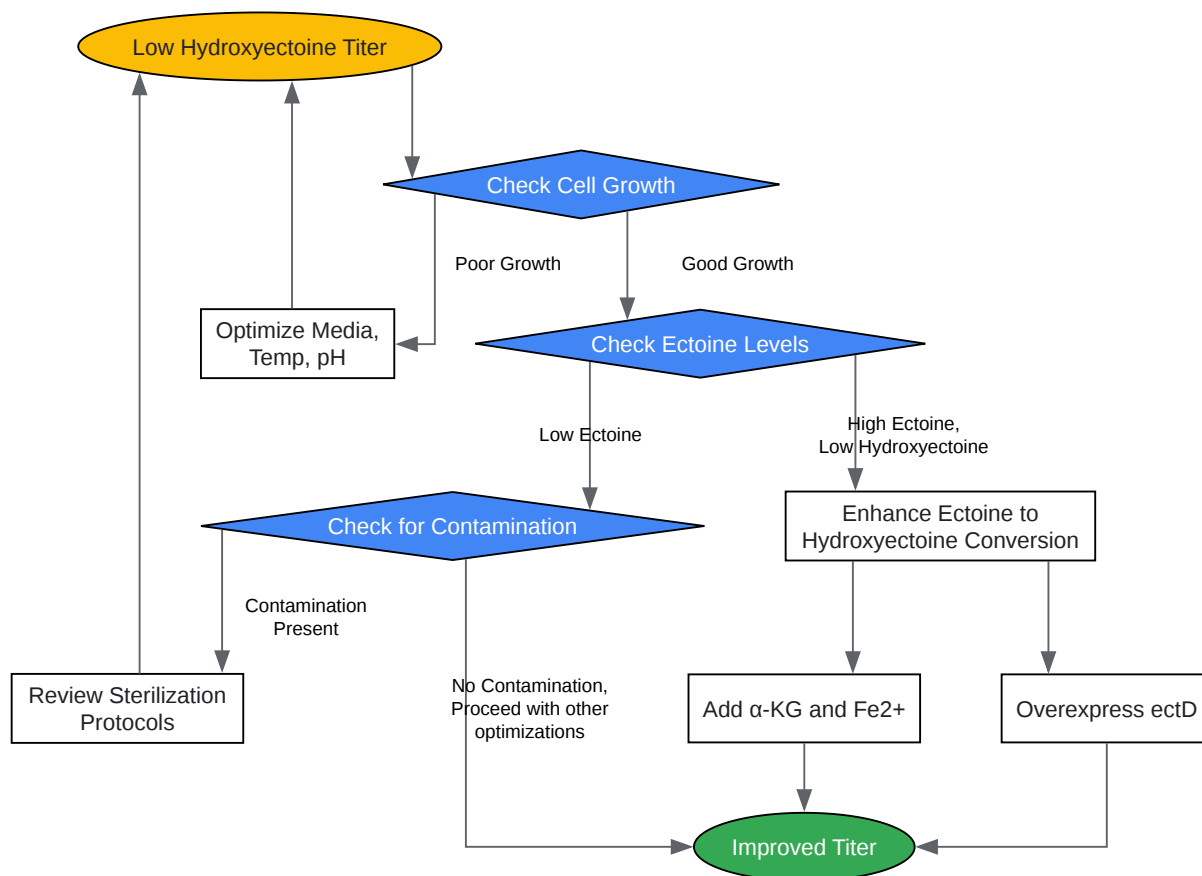 Low Hydroxyectoine Titer
Check Cell Growth
Poor Growth
Good Growth
Optimize Media,
Temp, pH
Check Ectoine Levels
Low Ectoine
High Ectoine,
Low Hydroxyectoine
Check for Contamination
Enhance Ectoine to
Hydroxyectoine Conversion
Contamination
Present
Review Sterilization
Protocols
No Contamination,
Proceed with other
optimizations
Add α-KG and Fe2+
Overexpress ectD
Improved Titer